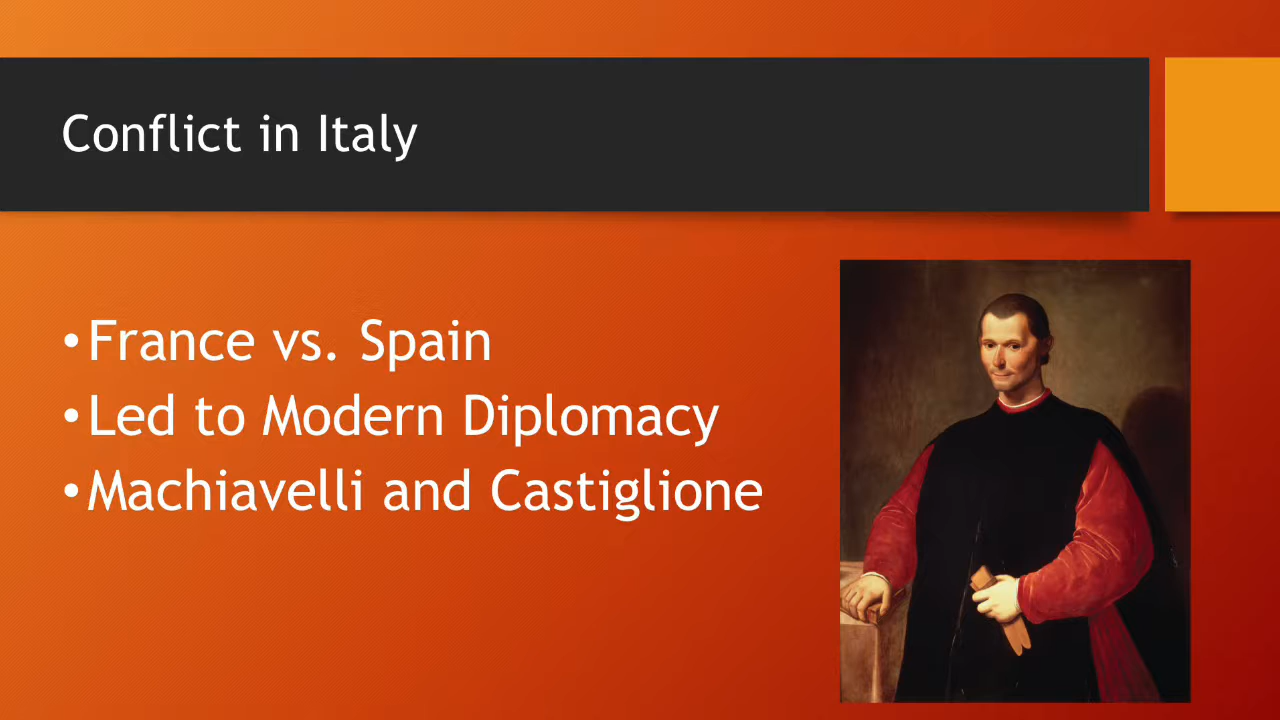 Conflict in Italy
•France vs. Spain
•Led to Modern Diplomacy
•Machiavelli and Castiglione